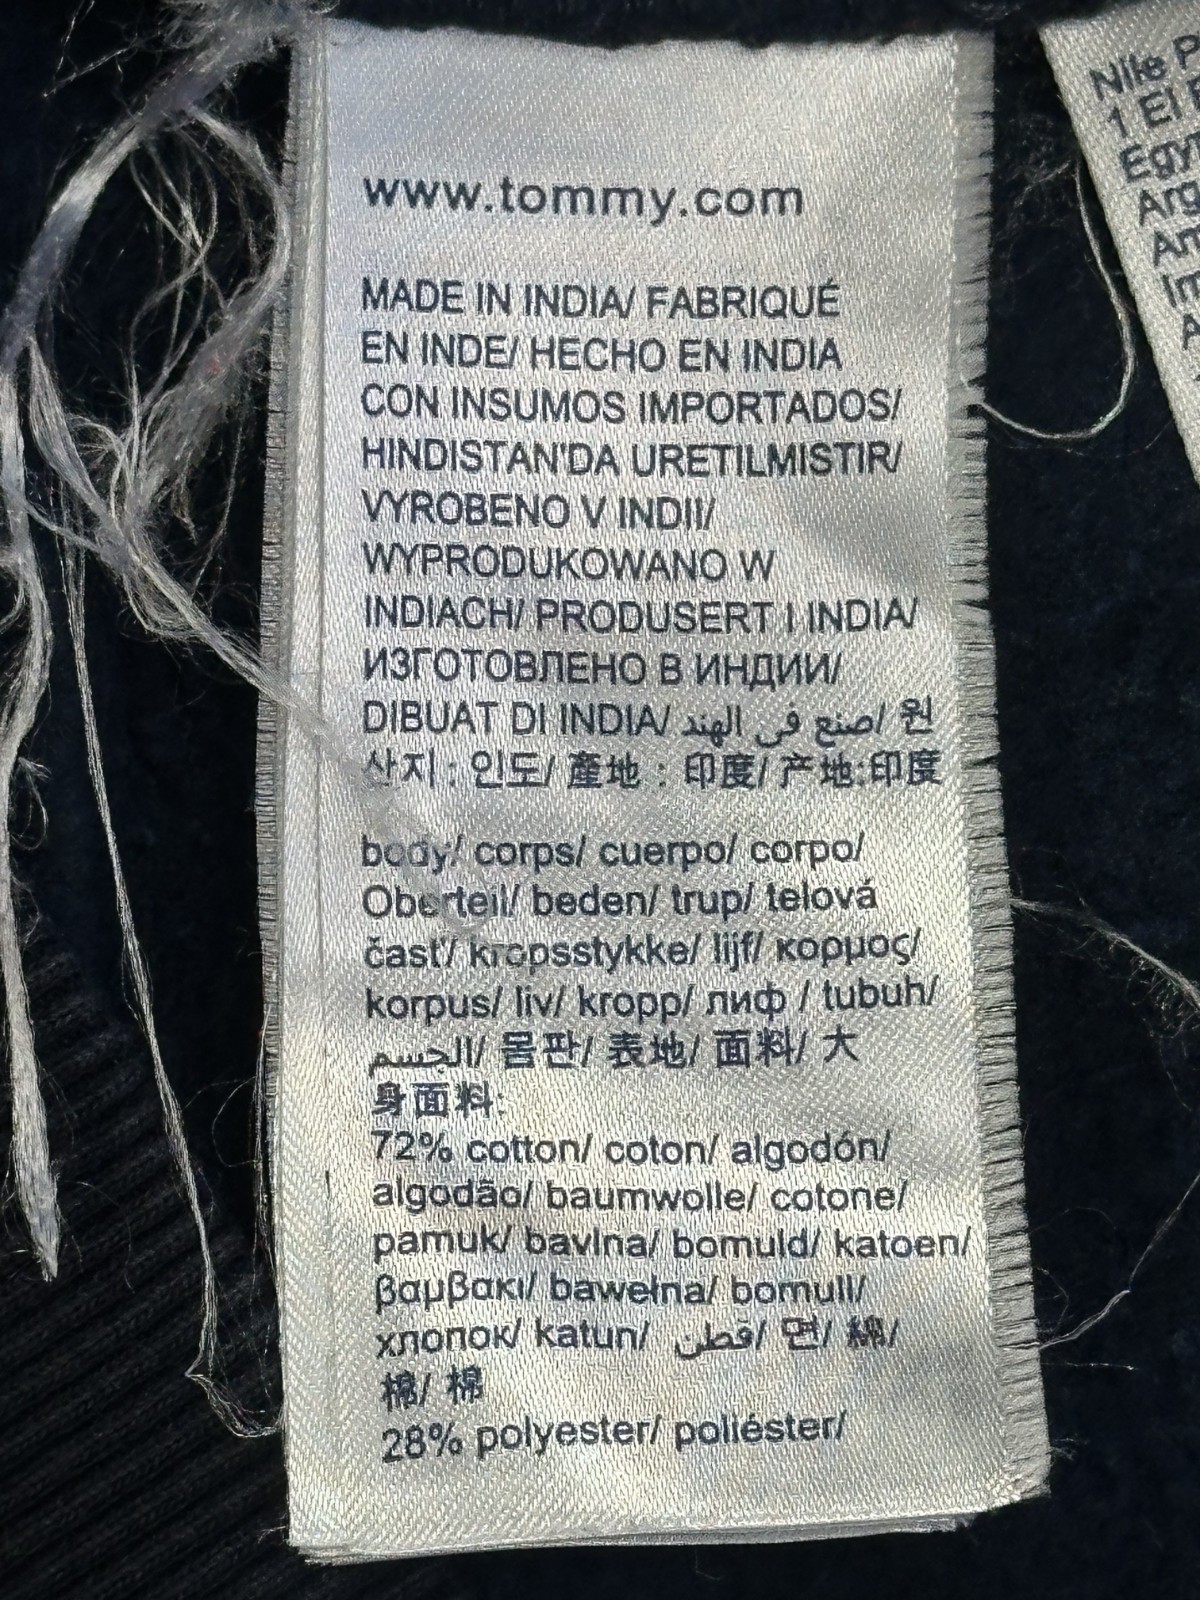 www.tommy.com
MADE IN INDIA/ FABRIQUÉ
EN INDE/ HECHO EN INDIA
CON INSUMOS IMPORTADOS/
HINDISTAN'DA URETILMISTIR/
VYROBENO V INDII/
WYPRODUKOWANO W
INDIACH/ PRODUSERT I INDIA/
ИЗГОТОВЛЕНО В ИНДИИ/
DIBUAT DI INDIA/ صنع في الهند/ 원
산지 : 인도/ 產地 : 印度/ 产地:印度
body/ corps/ cuerpo/ corpo/
Oberteil/ beden/ trup/ telová
časť/ kropsstykke/ lijf/ κορμος/
korpus/ liv/ kropp/ лиф / tubuh/
الجسم/ 몸판/ 表地/ 面料/ 大
身面料:
72% cotton/ coton/ algodón/
algodão/ baumwolle/ cotone/
pamuk/ bavlna/ bomuld/ katoen/
βαμβακι/ bawełna/ bomull/
хлопок/ katun/ قطن/ 면/ 綿/
棉/ 棉
28% polyester/ poliéster/
Nile
1 El